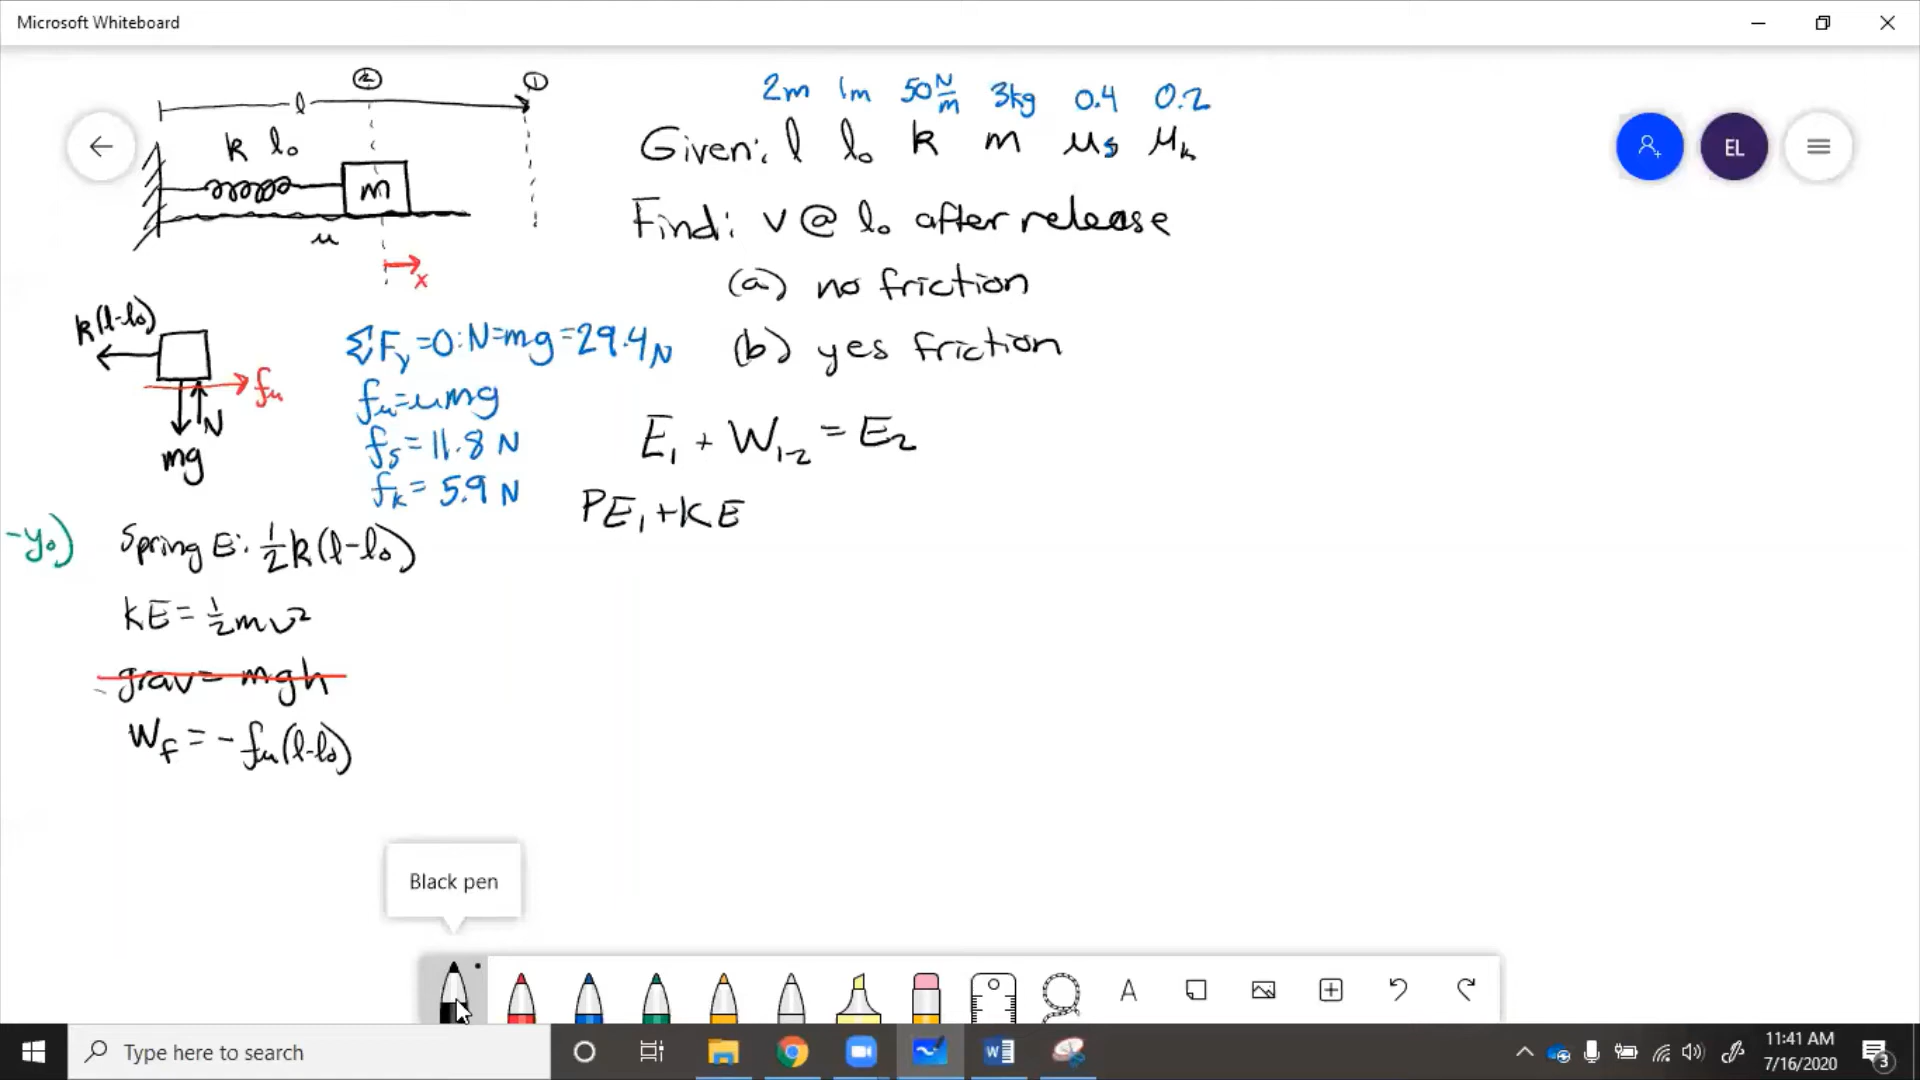 Microsoft Whiteboard
② ①
l
k l₀
m
μ
x
2m 1m 50 N/m 3kg 0.4 0.2
Given: l l₀ k m μs μk
Find: v @ l₀ after release
(a) no friction
(b) yes friction
EL
k(l-l₀)
fμ
N
mg
ΣFy=0: N=mg=29.4N
fμ=μmg
fs=11.8 N
fk=5.9 N
E₁ + W₁₋₂ = E₂
PE₁+KE
-y₀)
Spring E: ½k(l-l₀)
KE=½mv²
grav=mgh
Wf=-fμ(l-l₀)
Black pen
A
Type here to search
11:41 AM
7/16/2020
3